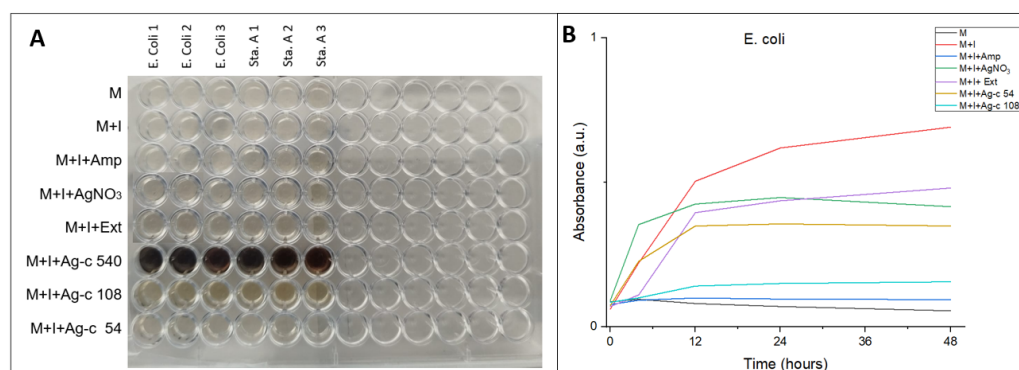 A
E. Coli 1
E. Coli 2
E. Coli 3
Sta. A 1
Sta. A 2
Sta. A 3
M
M+I
M+I+Amp
M+I+AgNO3
M+I+Ext
M+I+Ag-c 540
M+I+Ag-c 108
M+I+Ag-c 54
B
E. coli
M
M+I
M+I+Amp
M+I+AgNO3
M+I+ Ext
M+I+Ag-c 54
M+I+Ag-c 108
Absorbance (a.u.)
1
0
0 12 24 36 48
Time (hours)